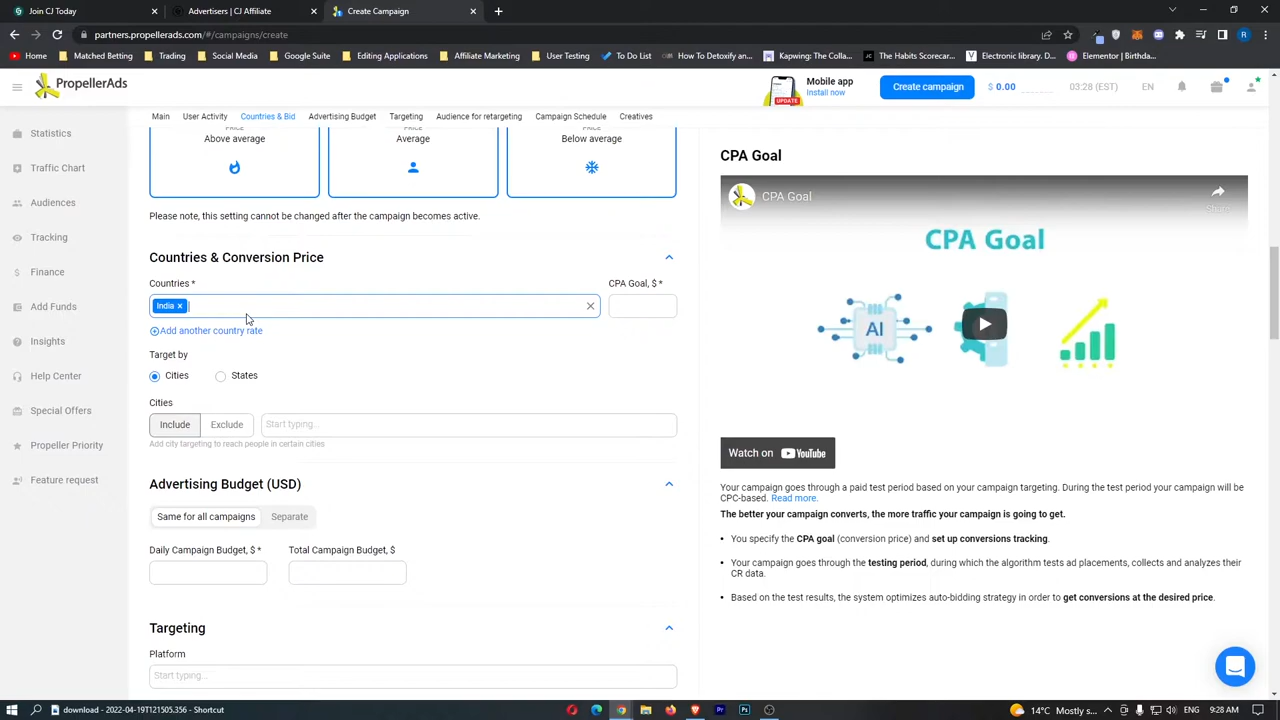 Join CJ Today
Advertisers | CJ Affiliate
Create Campaign
partners.propellerads.com/#/campaigns/create
Home
Business
Software
Social Media
Google Suite
Editing Applications
Affiliate Marketing
User Testing
To Do List
How To Detoxify an...
Kapwing: The Collab...
The Habits Scorecar...
Electronic library. D...
Elementor | Birthda...
PropellerAds
Mobile app
Install now
UPDATE
Create campaign
$ 0.00
03:28 (EST)
EN
Main
User Activity
Countries & Bid
Advertising Budget
Targeting
Audience for retargeting
Campaign Schedule
Creatives
Statistics
Traffic Chart
Audiences
Tracking
Finance
Add Funds
Insights
Help Center
Special Offers
Propeller Priority
Feature request
PRICE
Above average
PRICE
Average
PRICE
Below average
Please note, this setting cannot be changed after the campaign becomes active.
Countries & Conversion Price
Countries *
CPA Goal, $ *
India ×
Add another country rate
Target by
Cities
States
Cities
Include
Exclude
Start typing...
Add city targeting to reach people in certain cities
Advertising Budget (USD)
Same for all campaigns
Separate
Daily Campaign Budget, $ *
Total Campaign Budget, $
Targeting
Platform
Start typing...
CPA Goal
CPA Goal
Share
CPA Goal
AI
Watch on YouTube
Your campaign goes through a paid test period based on your campaign targeting. During the test period your campaign will be
CPC-based. Read more.
The better your campaign converts, the more traffic your campaign is going to get.
• You specify the CPA goal (conversion price) and set up conversions tracking.
• Your campaign goes through the testing period, during which the algorithm tests ad placements, collects and analyzes their
CR data.
• Based on the test results, the system optimizes auto-bidding strategy in order to get conversions at the desired price.
download - 2022-04-19T121505.356 - Shortcut
14°C Mostly s...
9:28 AM